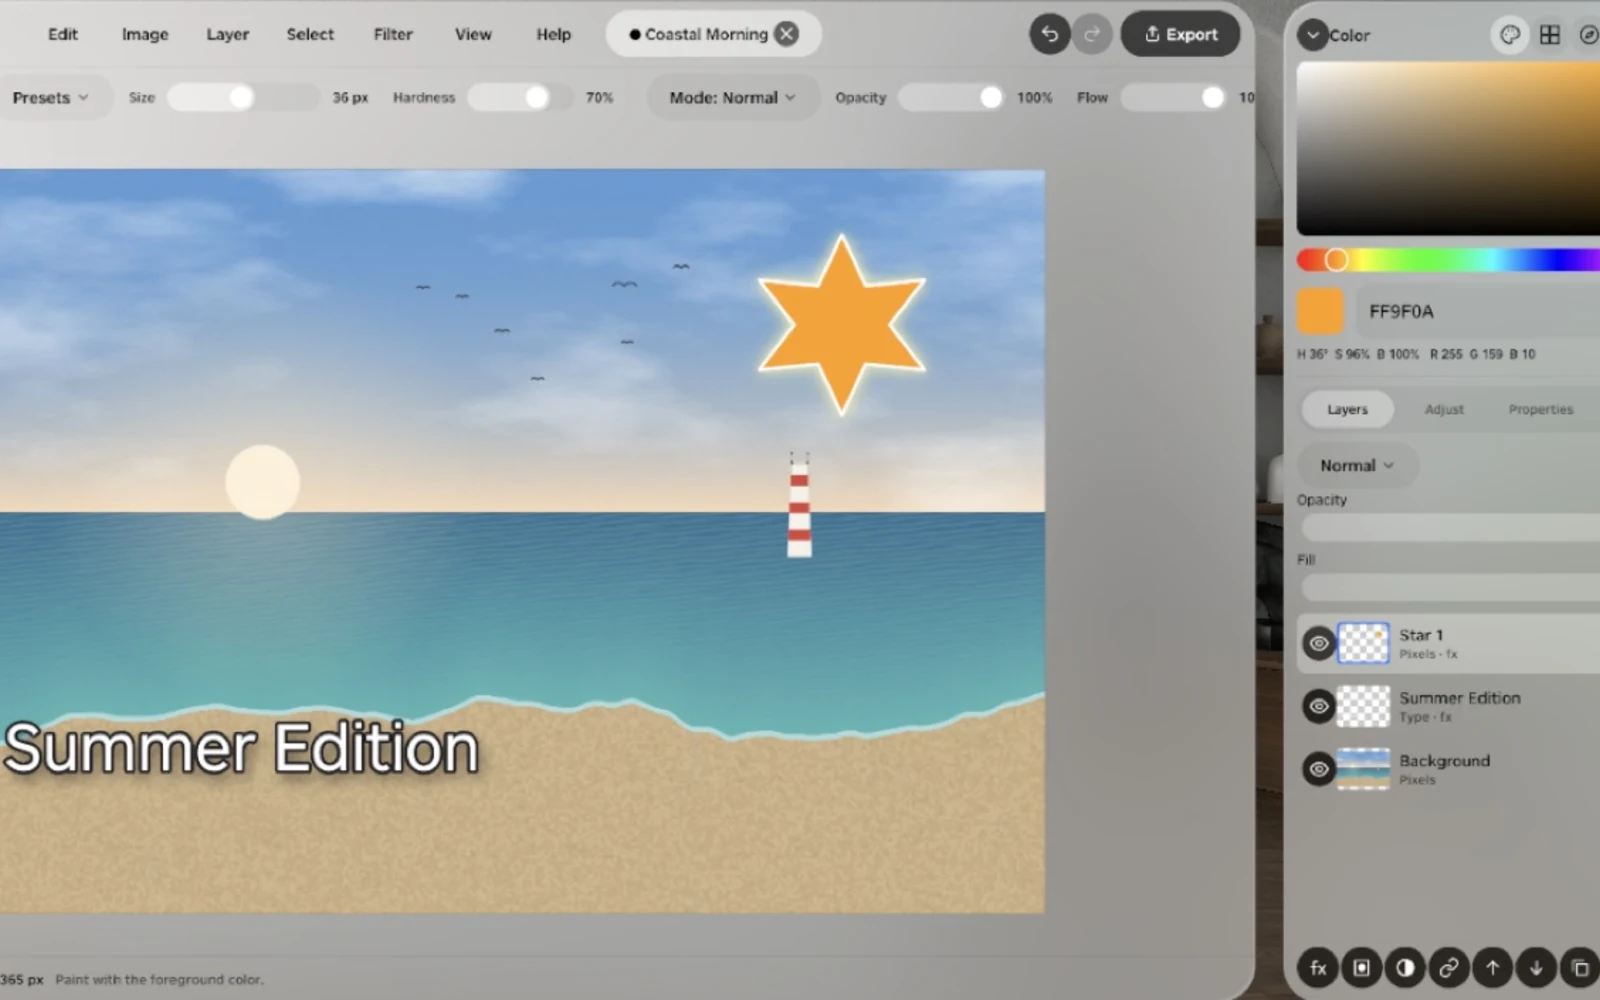 Edit Image Layer Select Filter View Help Coastal Morning Export
Presets Size 36 px Hardness 70% Mode: Normal Opacity 100% Flow 10
Summer Edition
365 px Paint with the foreground color.
Color
FF9F0A
H 36° S 96% B 100% R 255 G 159 B 10
Layers Adjust Properties
Normal
Opacity
Fill
Star 1
Pixels · fx
Summer Edition
Type · fx
Background
Pixels
fx